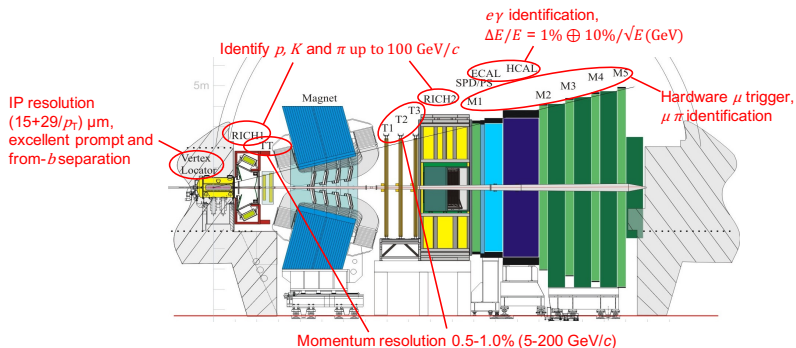 e γ identification,
ΔE/E = 1% ⊕ 10%/√E(GeV)
Identify p, K and π up to 100 GeV/c
ECAL HCAL
SPD/PS
M5
M4
M3
M2
M1
5m
Magnet
RICH2
T3
T2
T1
Hardware μ trigger,
μ π identification
IP resolution
(15+29/pT) μm,
excellent prompt and
from-b separation
RICH1
TT
Vertex
Locator
Momentum resolution 0.5-1.0% (5-200 GeV/c)